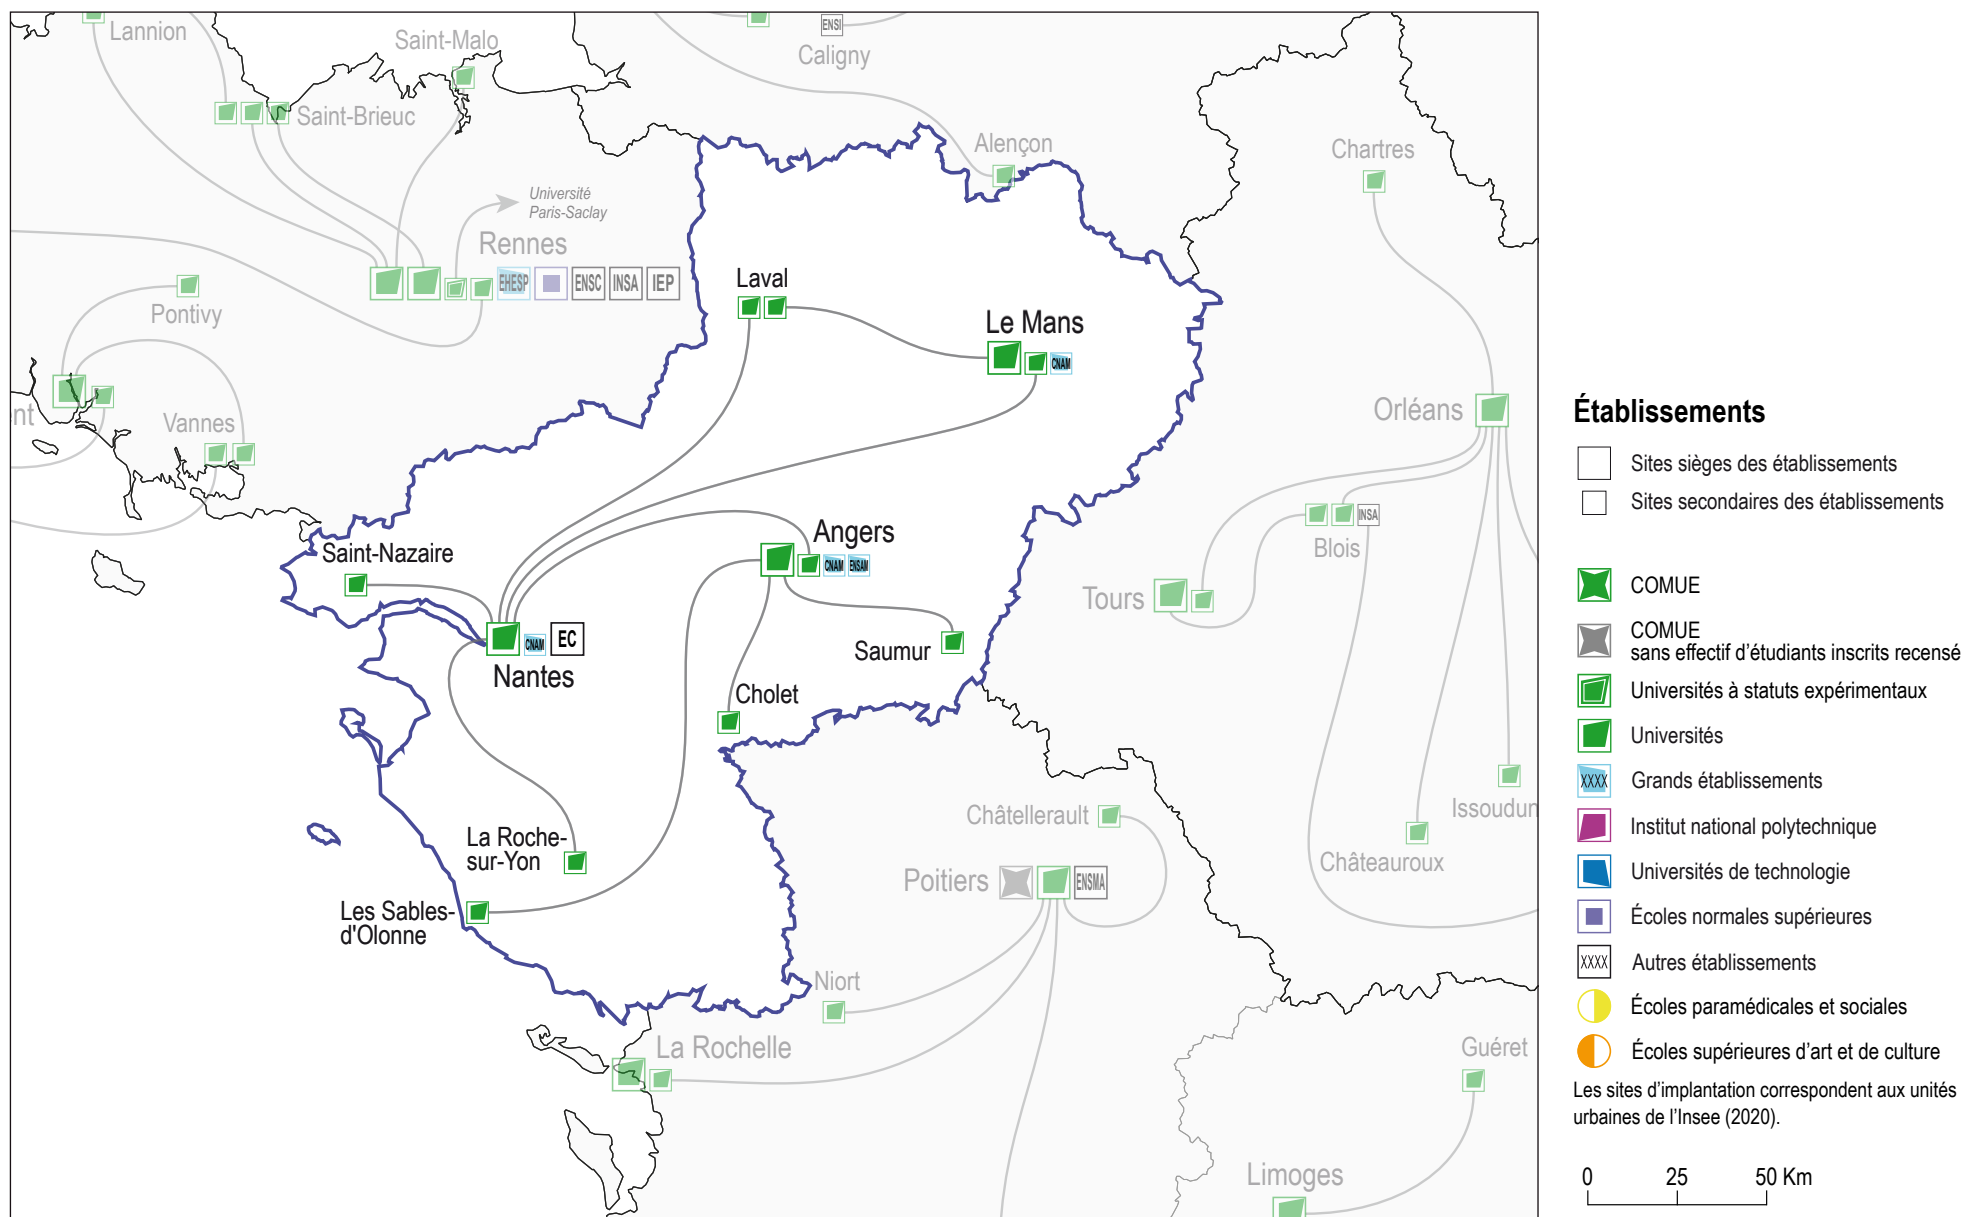 Lannion
Saint-Malo
ENSI
Caligny
Saint-Brieuc
Alençon
Chartres
Université
Paris-Saclay
Rennes
EHESP
ENSC
INSA
IEP
Pontivy
Laval
Le Mans
CNAM
nt
Vannes
Orléans
Saint-Nazaire
Angers
CNAM
ENSAM
INSA
Blois
Tours
CNAM
EC
Nantes
Saumur
Cholet
Issoudun
La Roche-
sur-Yon
Châtellerault
Châteauroux
Poitiers
ENSMA
Les Sables-
d'Olonne
Niort
La Rochelle
Guéret
Limoges
Établissements
Sites sièges des établissements
Sites secondaires des établissements
COMUE
COMUE
sans effectif d’étudiants inscrits recensé
Universités à statuts expérimentaux
Universités
XXXX
Grands établissements
Institut national polytechnique
Universités de technologie
Écoles normales supérieures
XXXX
Autres établissements
Écoles paramédicales et sociales
Écoles supérieures d’art et de culture
Les sites d’implantation correspondent aux unités
urbaines de l’Insee (2020).
0 25 50 Km